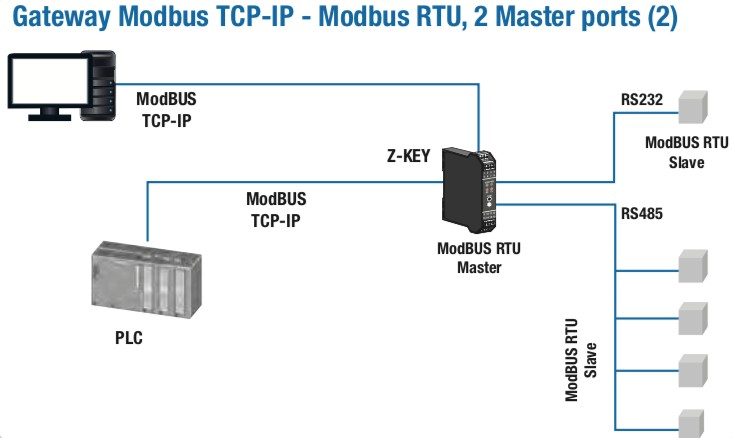 Gateway Modbus TCP-IP - Modbus RTU, 2 Master ports (2)
ModBUS
TCP-IP
RS232
ModBUS RTU
Slave
Z-KEY
ModBUS
TCP-IP
RS485
ModBUS RTU
Master
PLC
ModBUS RTU
Slave